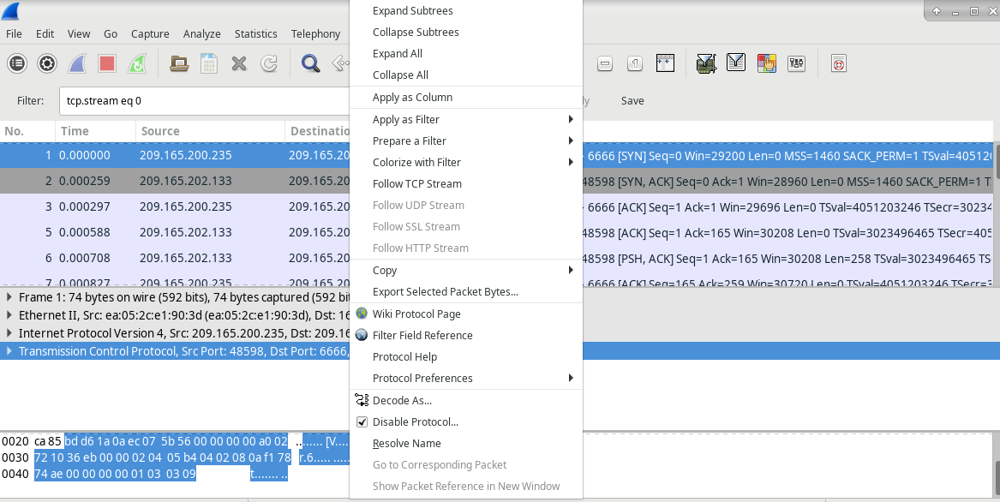 File Edit View Go Capture Analyze Statistics Telephony
Filter: tcp.stream eq 0 Save
No. Time Source Destinatio
1 0.000000 209.165.200.235 209.165.20 6666 [SYN] Seq=0 Win=29200 Len=0 MSS=1460 SACK_PERM=1 TSval=40512
2 0.000259 209.165.202.133 209.165.20 48598 [SYN, ACK] Seq=0 Ack=1 Win=28960 Len=0 MSS=1460 SACK_PERM=1 T
3 0.000297 209.165.200.235 209.165.20 6666 [ACK] Seq=1 Ack=1 Win=29696 Len=0 TSval=4051203246 TSecr=30234
5 0.000588 209.165.202.133 209.165.20 48598 [ACK] Seq=1 Ack=165 Win=30208 Len=0 TSval=3023496465 TSecr=405
6 0.000708 209.165.202.133 209.165.20 48598 [PSH, ACK] Seq=1 Ack=165 Win=30208 Len=258 TSval=3023496465 TS
7 0.000827 209.165.200.235 209.165.20 6666 [ACK] Seq=165 Ack=259 Win=30720 Len=0 TSval=4051203246 TSecr=3
Frame 1: 74 bytes on wire (592 bits), 74 bytes captured (592 bit
Ethernet II, Src: ea:05:2c:e1:90:3d (ea:05:2c:e1:90:3d), Dst: 16
Internet Protocol Version 4, Src: 209.165.200.235, Dst: 209.16
Transmission Control Protocol, Src Port: 48598, Dst Port: 6666,
0020 ca 85 bd d6 1a 0a ec 07 5b 56 00 00 00 00 a0 02 ........ [V....
0030 72 10 36 eb 00 00 02 04 05 b4 04 02 08 0a f1 78 r.6..... .....
0040 74 ae 00 00 00 00 01 03 03 09 t....... ..
Expand Subtrees
Collapse Subtrees
Expand All
Collapse All
Apply as Column
Apply as Filter
Prepare a Filter
Colorize with Filter
Follow TCP Stream
Follow UDP Stream
Follow SSL Stream
Follow HTTP Stream
Copy
Export Selected Packet Bytes...
Wiki Protocol Page
Filter Field Reference
Protocol Help
Protocol Preferences
Decode As...
Disable Protocol...
Resolve Name
Go to Corresponding Packet
Show Packet Reference in New Window